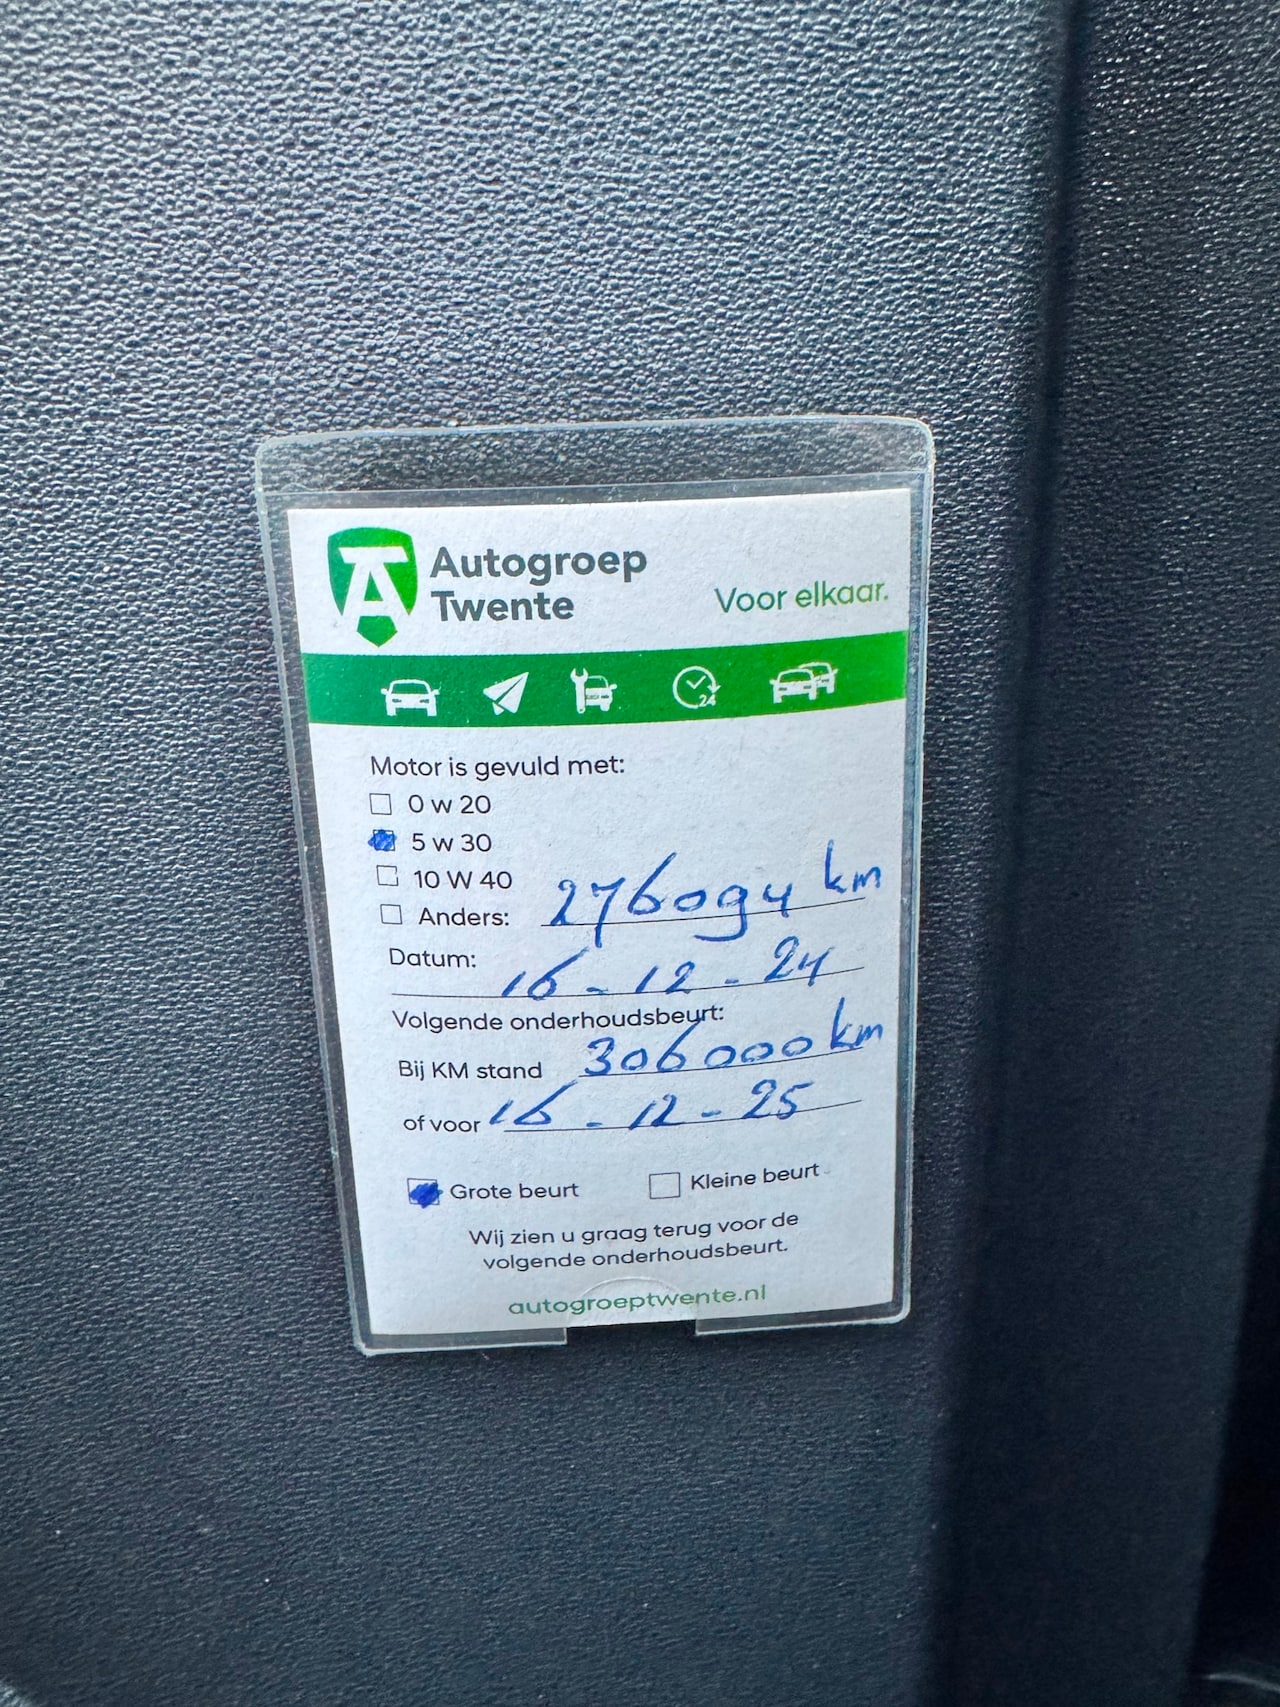 Autogroep
Twente
Voor elkaar.
24
Motor is gevuld met:
0 w 20
5 w 30
10 W 40
Anders: 276094 km
Datum: 16-12-24
Volgende onderhoudsbeurt:
Bij KM stand 306000 km
of voor 16-12-25
Grote beurt Kleine beurt
Wij zien u graag terug voor de
volgende onderhoudsbeurt.
autogroeptwente.nl